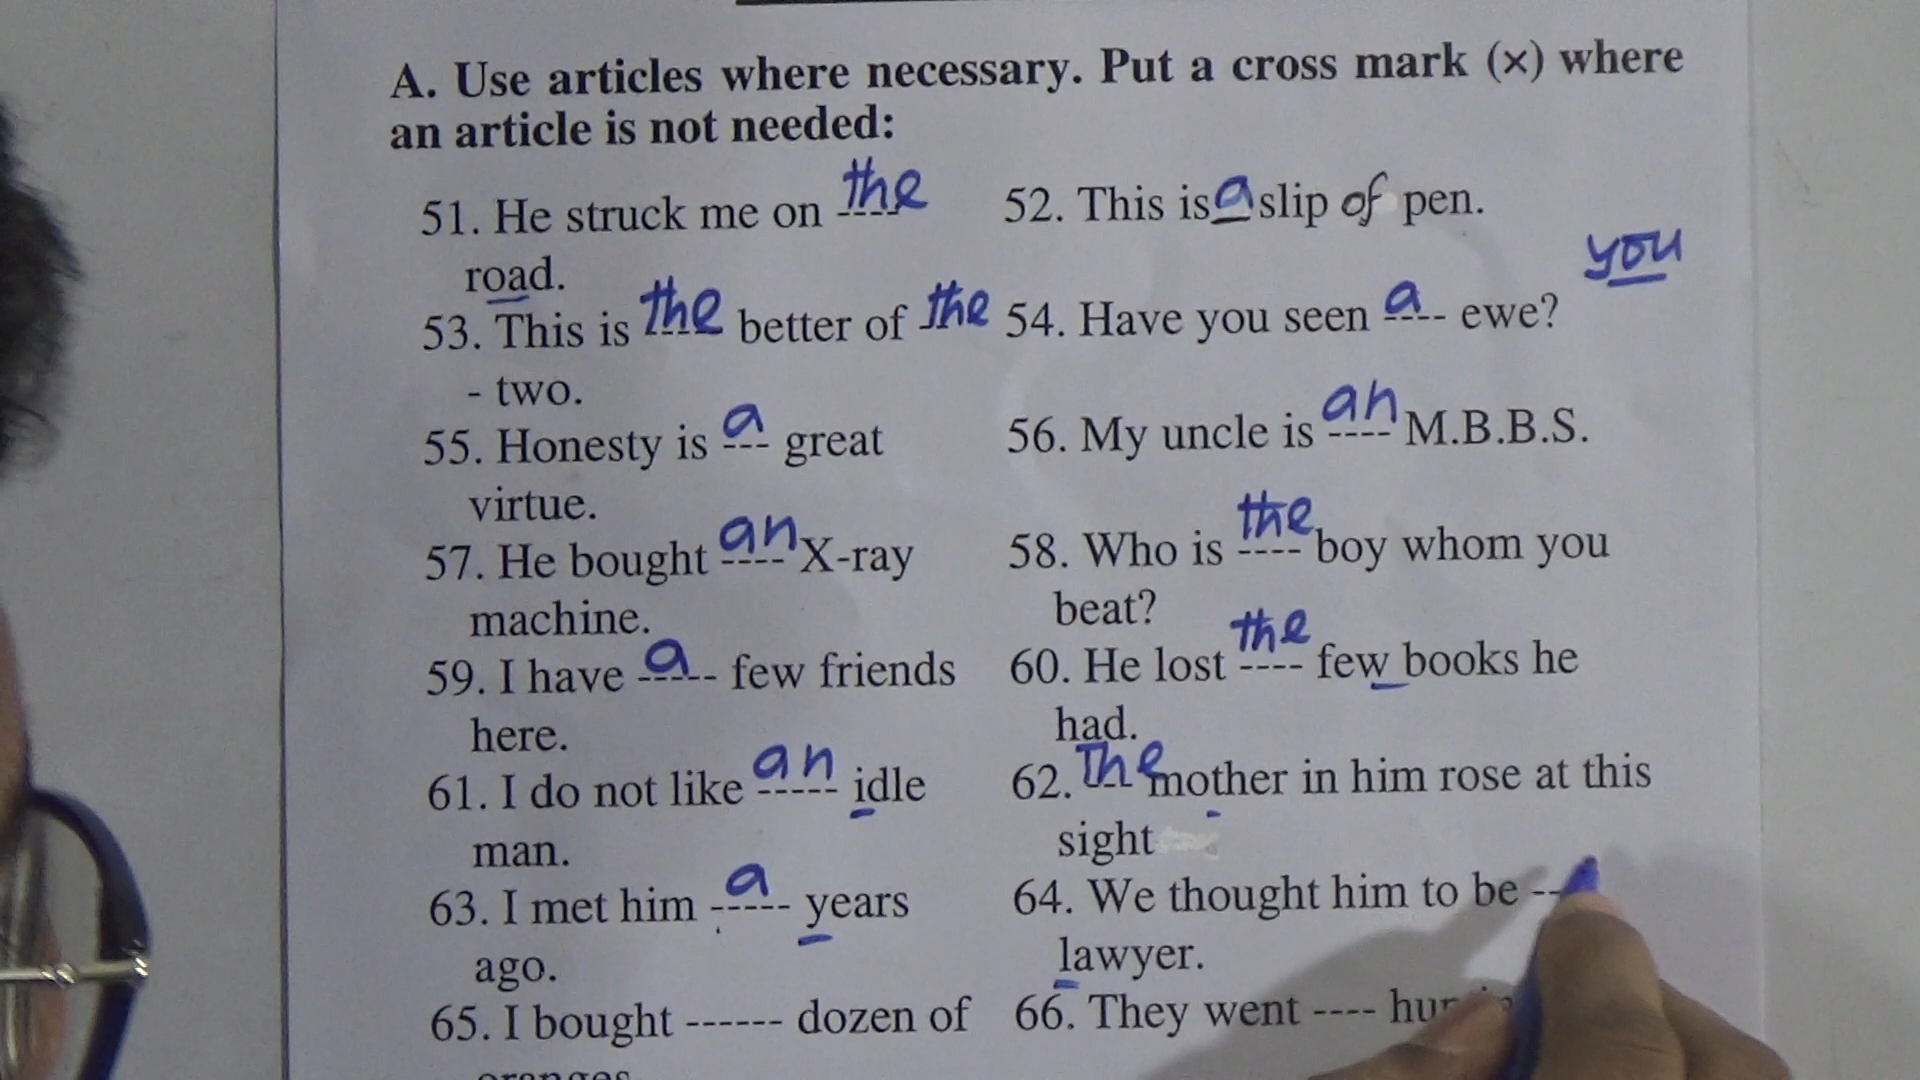 A. Use articles where necessary. Put a cross mark (×) where
an article is not needed:
51. He struck me on the
road.
52. This is a slip of pen.
you
53. This is the better of the
- two.
54. Have you seen a ewe?
55. Honesty is a great
virtue.
56. My uncle is an M.B.B.S.
57. He bought an X-ray
machine.
58. Who is the boy whom you
beat?
59. I have a few friends
here.
60. He lost the few books he
had.
61. I do not like an idle
man.
62. The mother in him rose at this
sight
63. I met him a years
ago.
64. We thought him to be --
lawyer.
65. I bought ------ dozen of
oranges
66. They went ----